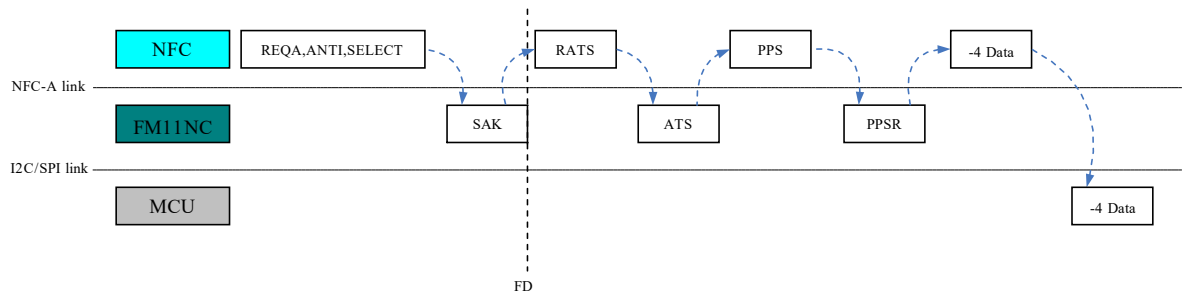 NFC
REQA,ANTI,SELECT
RATS
PPS
-4 Data
NFC-A link
FM11NC
SAK
ATS
PPSR
I2C/SPI link
MCU
-4 Data
FD